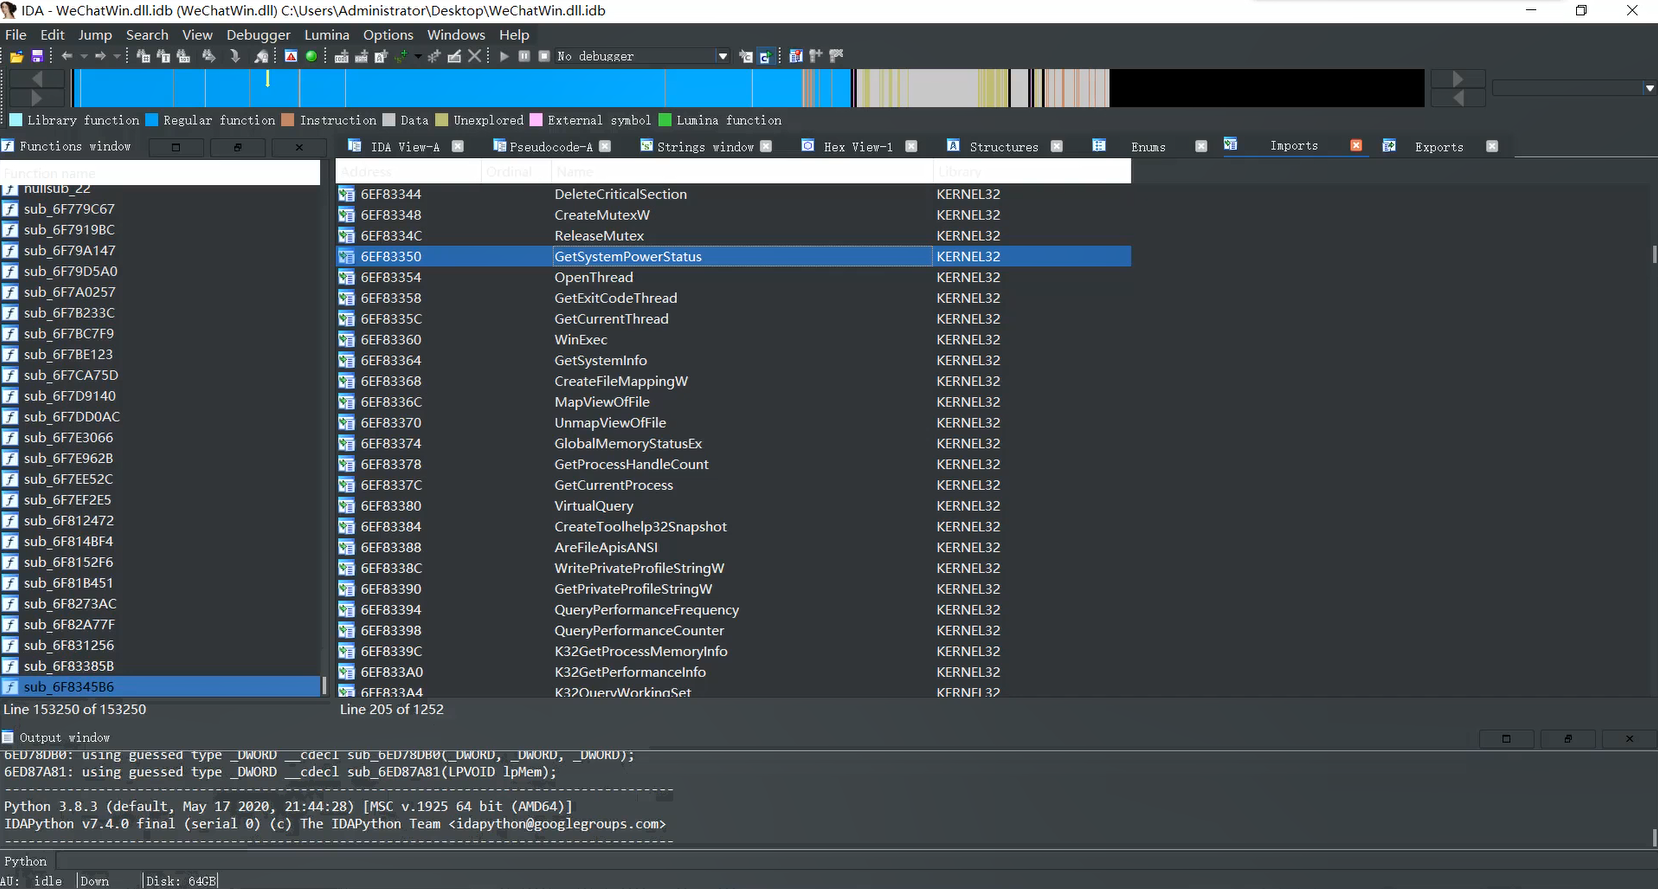 IDA - WeChatWin.dll.idb (WeChatWin.dll) C:\Users\Administrator\Desktop\WeChatWin.dll.idb
File Edit Jump Search View Debugger Lumina Options Windows Help
No debugger
Library function Regular function Instruction Data Unexplored External symbol Lumina function
Functions window
IDA View-A Pseudocode-A Strings window Hex View-1 Structures Enums Imports Exports
Function name
nullsub_22
sub_6F779C67
sub_6F7919BC
sub_6F79A147
sub_6F79D5A0
sub_6F7A0257
sub_6F7B233C
sub_6F7BC7F9
sub_6F7BE123
sub_6F7CA75D
sub_6F7D9140
sub_6F7DD0AC
sub_6F7E3066
sub_6F7E962B
sub_6F7EE52C
sub_6F7EF2E5
sub_6F812472
sub_6F814BF4
sub_6F8152F6
sub_6F81B451
sub_6F8273AC
sub_6F82A77F
sub_6F831256
sub_6F83385B
sub_6F8345B6
Line 153250 of 153250
Address Ordinal Name Library
6EF83344 DeleteCriticalSection KERNEL32
6EF83348 CreateMutexW KERNEL32
6EF8334C ReleaseMutex KERNEL32
6EF83350 GetSystemPowerStatus KERNEL32
6EF83354 OpenThread KERNEL32
6EF83358 GetExitCodeThread KERNEL32
6EF8335C GetCurrentThread KERNEL32
6EF83360 WinExec KERNEL32
6EF83364 GetSystemInfo KERNEL32
6EF83368 CreateFileMappingW KERNEL32
6EF8336C MapViewOfFile KERNEL32
6EF83370 UnmapViewOfFile KERNEL32
6EF83374 GlobalMemoryStatusEx KERNEL32
6EF83378 GetProcessHandleCount KERNEL32
6EF8337C GetCurrentProcess KERNEL32
6EF83380 VirtualQuery KERNEL32
6EF83384 CreateToolhelp32Snapshot KERNEL32
6EF83388 AreFileApisANSI KERNEL32
6EF8338C WritePrivateProfileStringW KERNEL32
6EF83390 GetPrivateProfileStringW KERNEL32
6EF83394 QueryPerformanceFrequency KERNEL32
6EF83398 QueryPerformanceCounter KERNEL32
6EF8339C K32GetProcessMemoryInfo KERNEL32
6EF833A0 K32GetPerformanceInfo KERNEL32
6EF833A4 K32QueryWorkingSet KERNEL32
Line 205 of 1252
Output window
6ED78DB0: using guessed type _DWORD __cdecl sub_6ED78DB0(_DWORD, _DWORD, _DWORD);
6ED87A81: using guessed type _DWORD __cdecl sub_6ED87A81(LPVOID lpMem);
Python 3.8.3 (default, May 17 2020, 21:44:28) [MSC v.1925 64 bit (AMD64)]
IDAPython v7.4.0 final (serial 0) (c) The IDAPython Team <idapython@googlegroups.com>
Python
AU: idle Down Disk: 64GB